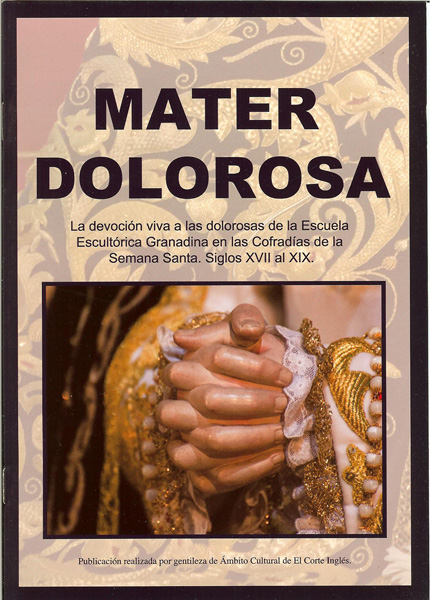 MATER
DOLOROSA
La devoción viva a las dolorosas de la Escuela
Escultórica Granadina en las Cofradías de la
Semana Santa. Siglos XVII al XIX.
Publicación realizada por gentileza de Ámbito Cultural de El Corte Inglés.